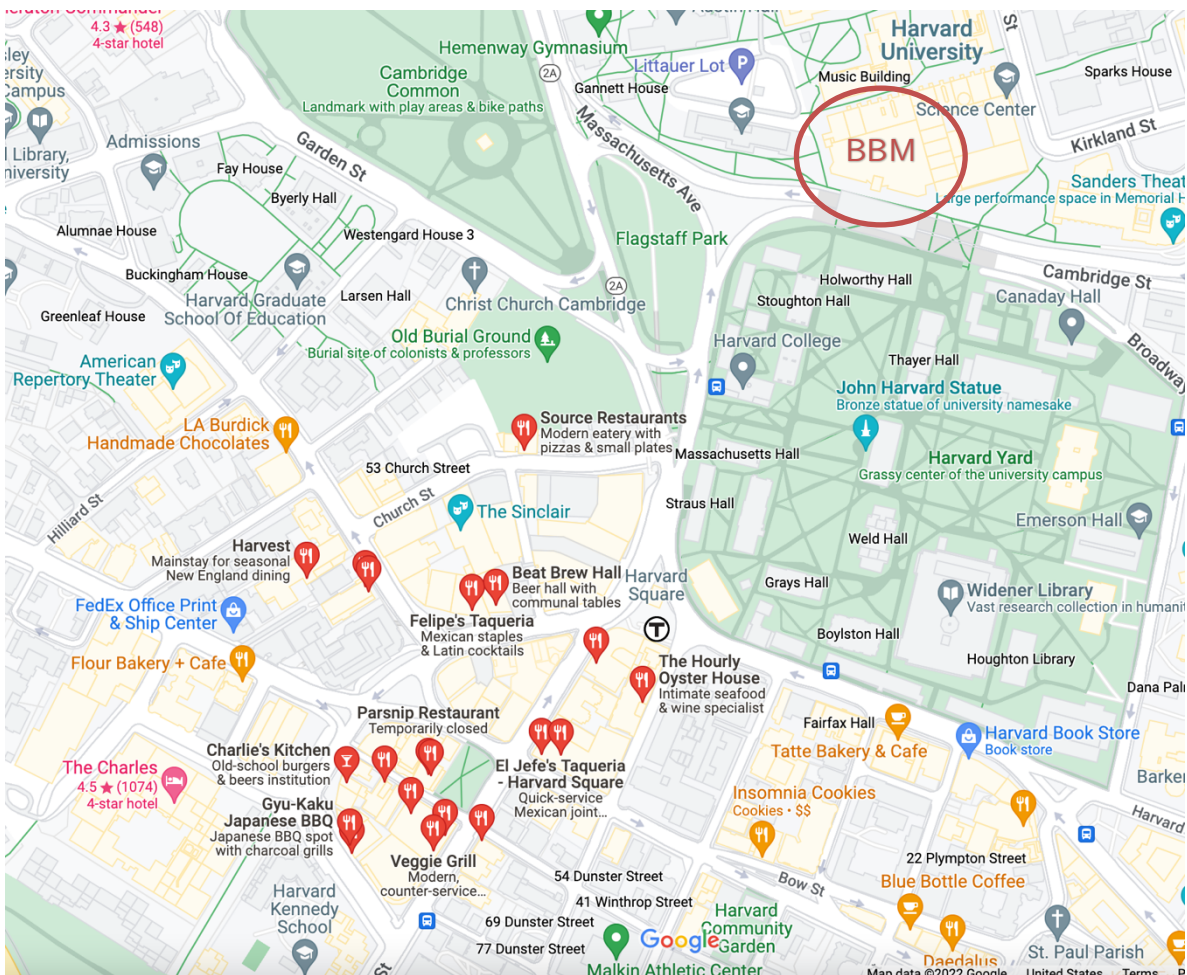 4.3 ★ (548)
4-star hotel
Hemenway Gymnasium
Cambridge
Common
Landmark with play areas & bike paths
2A
Littauer Lot
P
Gannett House
Massachusetts Ave
Harvard
University
Music Building
Science Center
St
Sparks House
Kirkland St
BBM
Sanders Theat
Large performance space in Memorial H
Campus
Admissions
Library,
Fay House
Garden St
Byerly Hall
Alumnae House
Westengard House 3
Flagstaff Park
Buckingham House
Harvard Graduate
School Of Education
Larsen Hall
Christ Church Cambridge
2A
Greenleaf House
Holworthy Hall
Stoughton Hall
Cambridge St
Canaday Hall
Old Burial Ground
Burial site of colonists & professors
Harvard College
Thayer Hall
Broadway
American
Repertory Theater
John Harvard Statue
Bronze statue of university namesake
LA Burdick
Handmade Chocolates
Source Restaurants
Modern eatery with
pizzas & small plates
Massachusetts Hall
Harvard Yard
Grassy center of the university campus
53 Church Street
Church St
Hilliard St
The Sinclair
Straus Hall
Emerson Hall
Weld Hall
Harvest
Mainstay for seasonal
New England dining
Beat Brew Hall
Beer hall with
communal tables
Harvard
Square
Grays Hall
Widener Library
Vast research collection in humanit
FedEx Office Print
& Ship Center
Felipe's Taqueria
Mexican staples
& Latin cocktails
T
Boylston Hall
Flour Bakery + Cafe
The Hourly
Oyster House
Intimate seafood
& wine specialist
Houghton Library
Dana Pal
Parsnip Restaurant
Temporarily closed
Fairfax Hall
Tatte Bakery & Cafe
Harvard Book Store
Book store
Charlie's Kitchen
Old-school burgers
& beers institution
The Charles
4.5 ★ (1074)
4-star hotel
El Jefe's Taqueria
- Harvard Square
Quick-service
Mexican joint...
Barker
Insomnia Cookies
Cookies · $$
Harvard
Gyu-Kaku
Japanese BBQ
Japanese BBQ spot
with charcoal grills
Veggie Grill
Modern,
counter-service...
54 Dunster Street
Bow St
22 Plympton Street
Blue Bottle Coffee
Harvard
Kennedy
School
41 Winthrop Street
69 Dunster Street
77 Dunster Street
Harvard
Community
Garden
Google
St
Malkin Athletic Center
Daedalus
St. Paul Parish
Map data ©2022 Google
United States
Terms